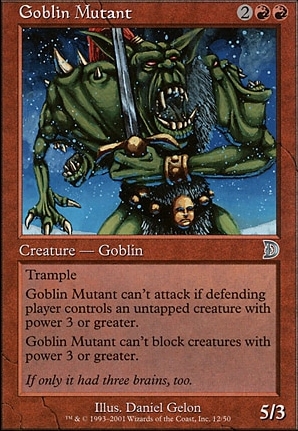 Goblin Mutant 2
Creature — Goblin
Trample
Goblin Mutant can't attack if defending
player controls an untapped creature with
power 3 or greater.
Goblin Mutant can't block creatures with
power 3 or greater.
If only it had three brains, too.
Illus. Daniel Gelon
™ & © 1993-2001 Wizards of the Coast, Inc. 12/50
5/3